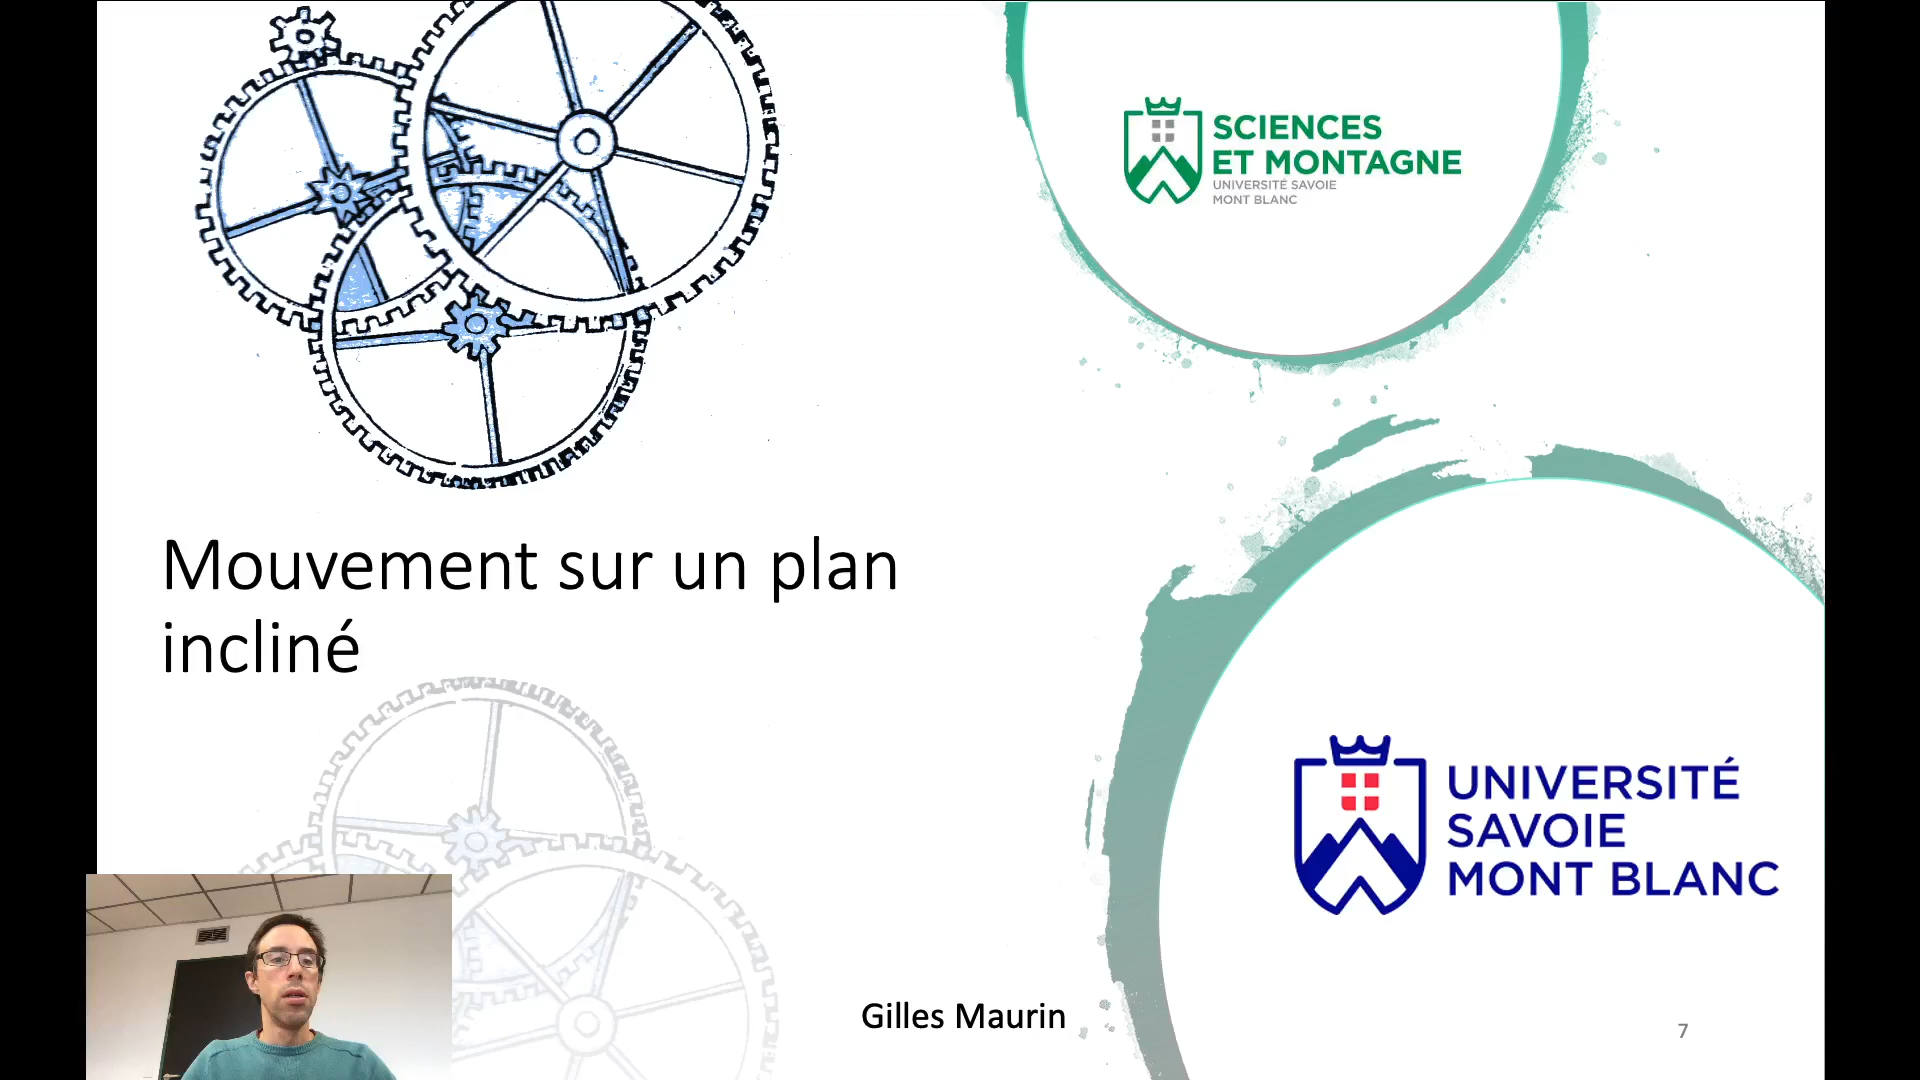 SCIENCES
ET MONTAGNE
UNIVERSITÉ SAVOIE
MONT BLANC
Mouvement sur un plan
incliné
UNIVERSITÉ
SAVOIE
MONT BLANC
Gilles Maurin
7